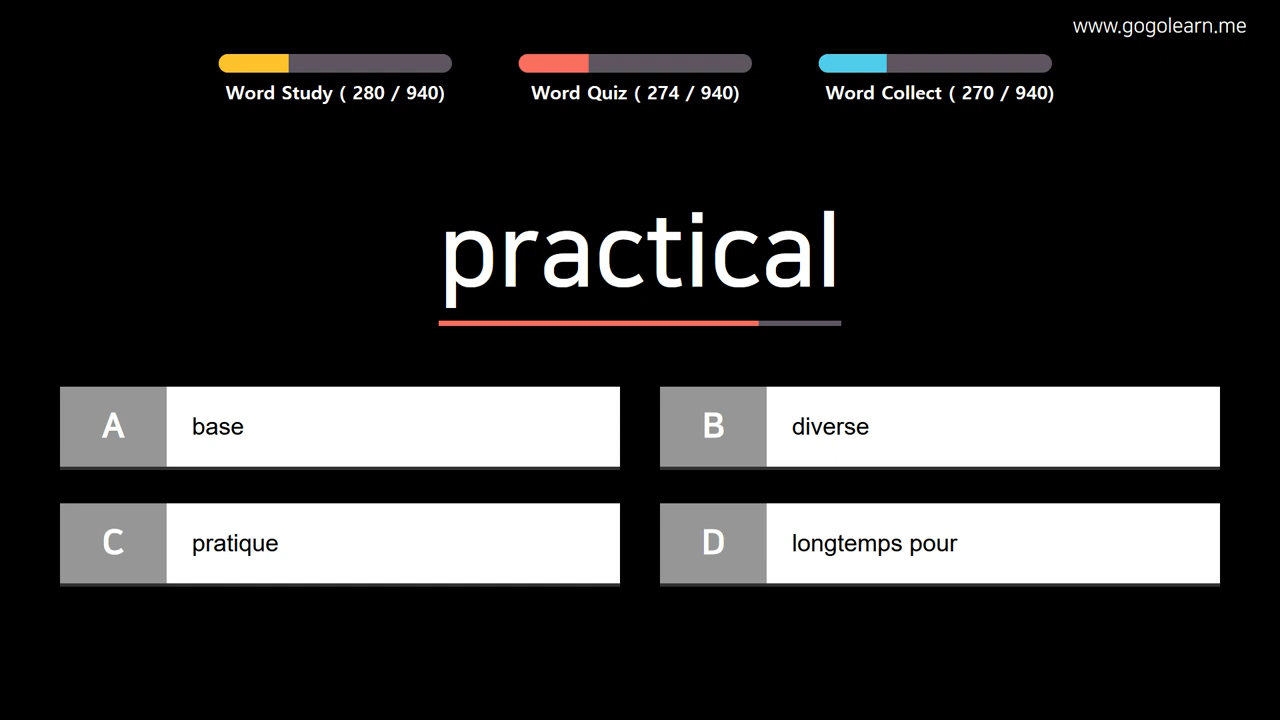 www.gogolearn.me
Word Study ( 280 / 940)
Word Quiz ( 274 / 940)
Word Collect ( 270 / 940)
practical
A base
B diverse
C pratique
D longtemps pour